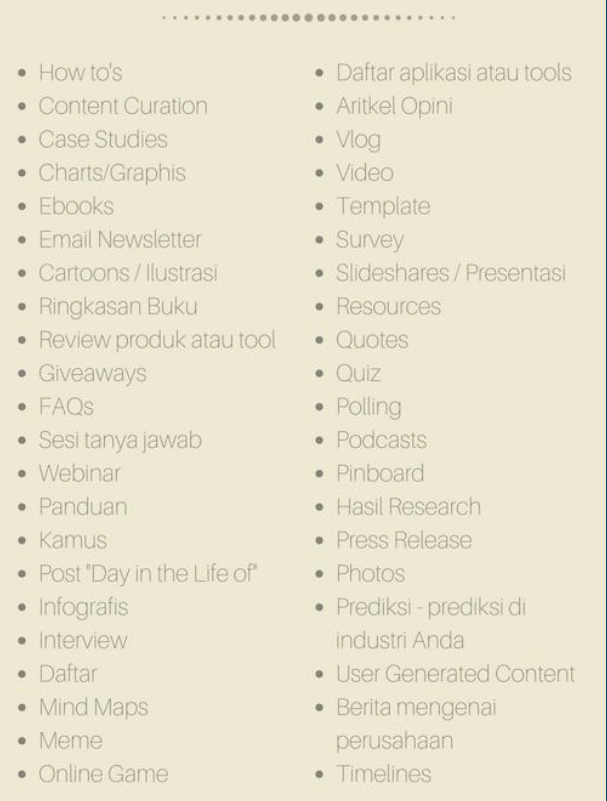 How to's
Content Curation
Case Studies
Charts/Graphis
Ebooks
Email Newsletter
Cartoons / Ilustrasi
Ringkasan Buku
Review produk atau tool
Giveaways
FAQs
Sesi tanya jawab
Webinar
Panduan
Kamus
Post "Day in the Life of"
Infografis
Interview
Daftar
Mind Maps
Meme
Online Game
Daftar aplikasi atau tools
Aritkel Opini
Vlog
Video
Template
Survey
Slideshares / Presentasi
Resources
Quotes
Quiz
Polling
Podcasts
Pinboard
Hasil Research
Press Release
Photos
Prediksi - prediksi di
industri Anda
User Generated Content
Berita mengenai
perusahaan
Timelines